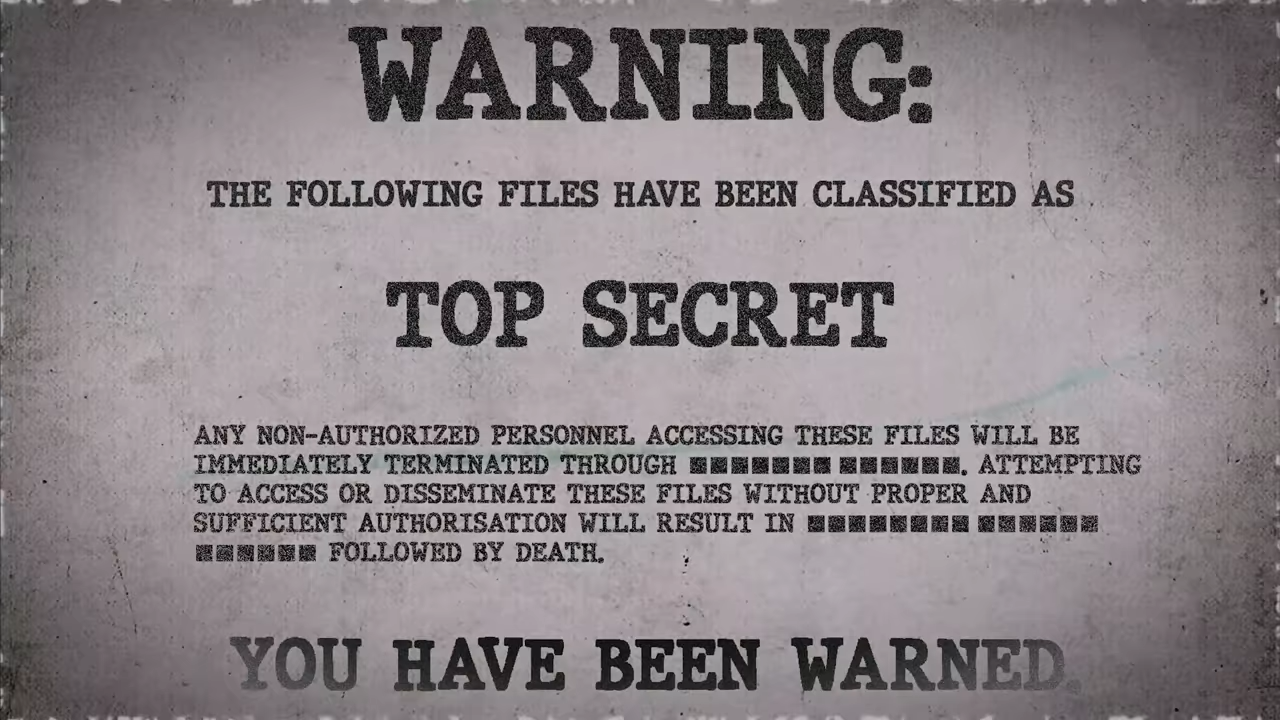 WARNING:
THE FOLLOWING FILES HAVE BEEN CLASSIFIED AS
TOP SECRET
ANY NON-AUTHORIZED PERSONNEL ACCESSING THESE FILES WILL BE
IMMEDIATELY TERMINATED THROUGH ■■■■■■■ ■■■■■■. ATTEMPTING
TO ACCESS OR DISSEMINATE THESE FILES WITHOUT PROPER AND
SUFFICIENT AUTHORISATION WILL RESULT IN ■■■■■■■■ ■■■■■■
■■■■■■ FOLLOWED BY DEATH.
YOU HAVE BEEN WARNED.